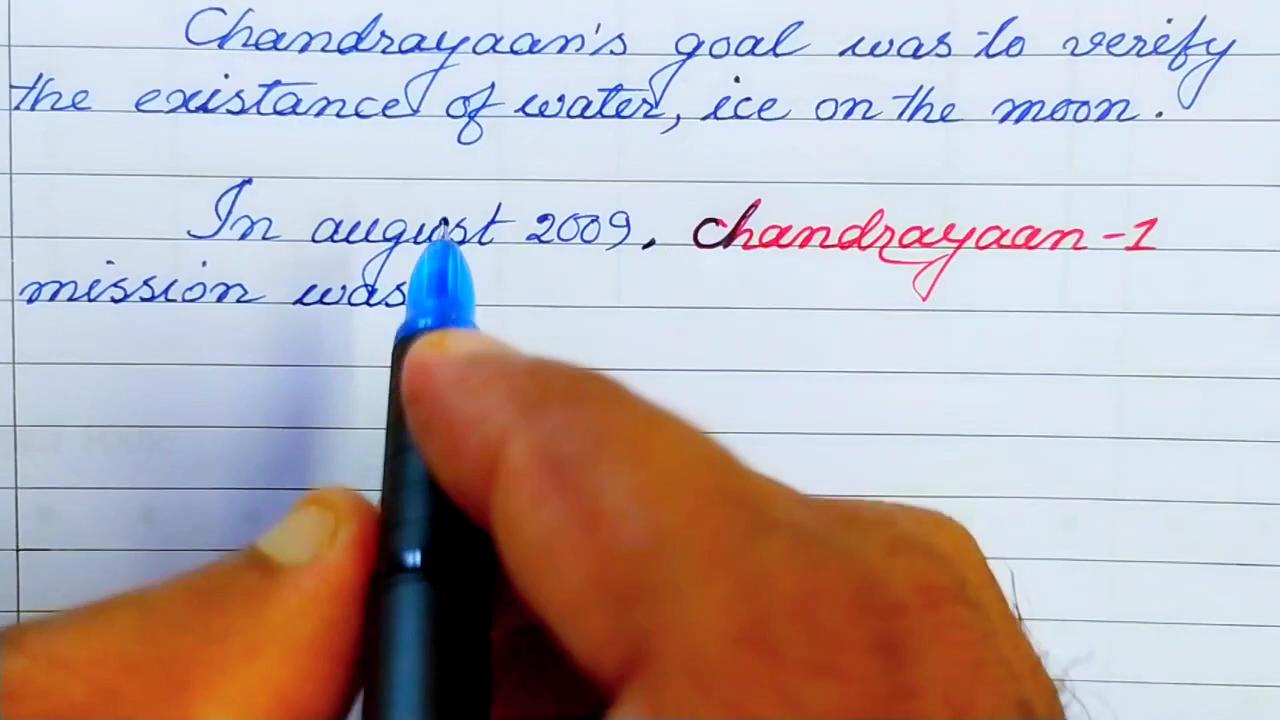 Chandrayaan's goal was to verify
the existance of water, ice on the moon.
In august 2009, chandrayaan-1
mission was